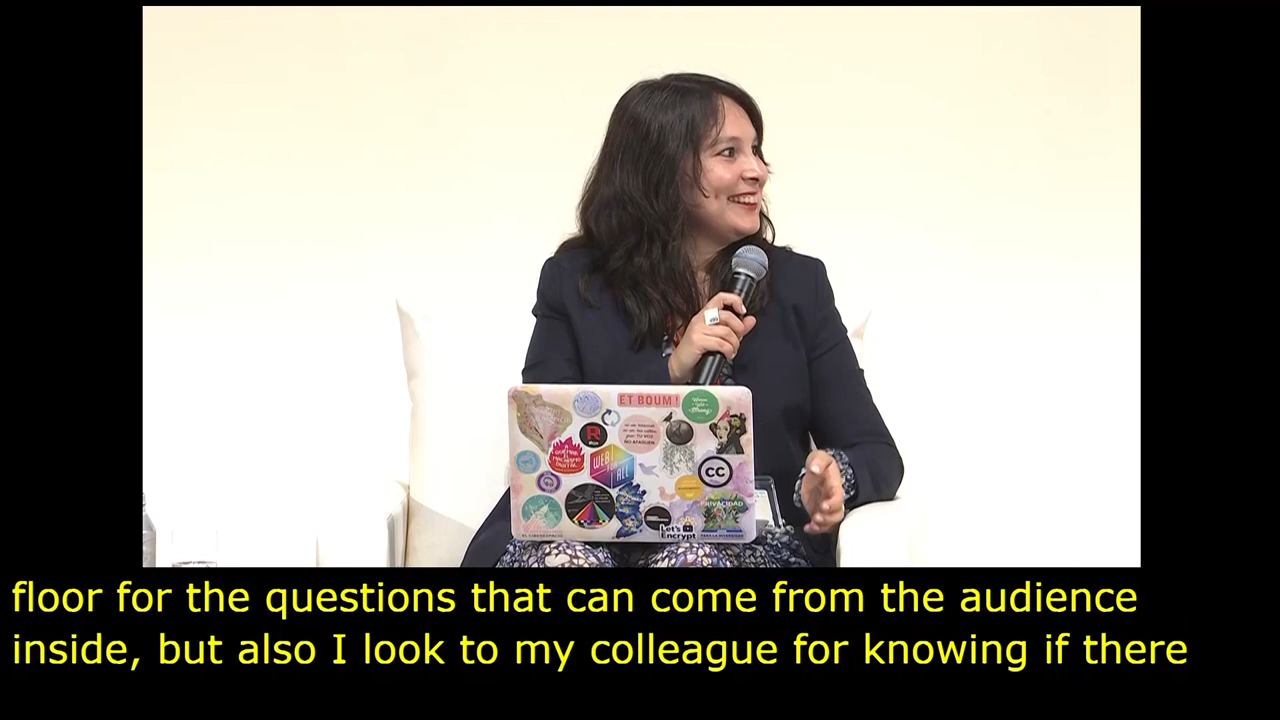 ET BOUM !
WEB
FOR
ALL
CC
PRIVACIDAD
Let's
Encrypt
floor for the questions that can come from the audience
inside, but also I look to my colleague for knowing if there